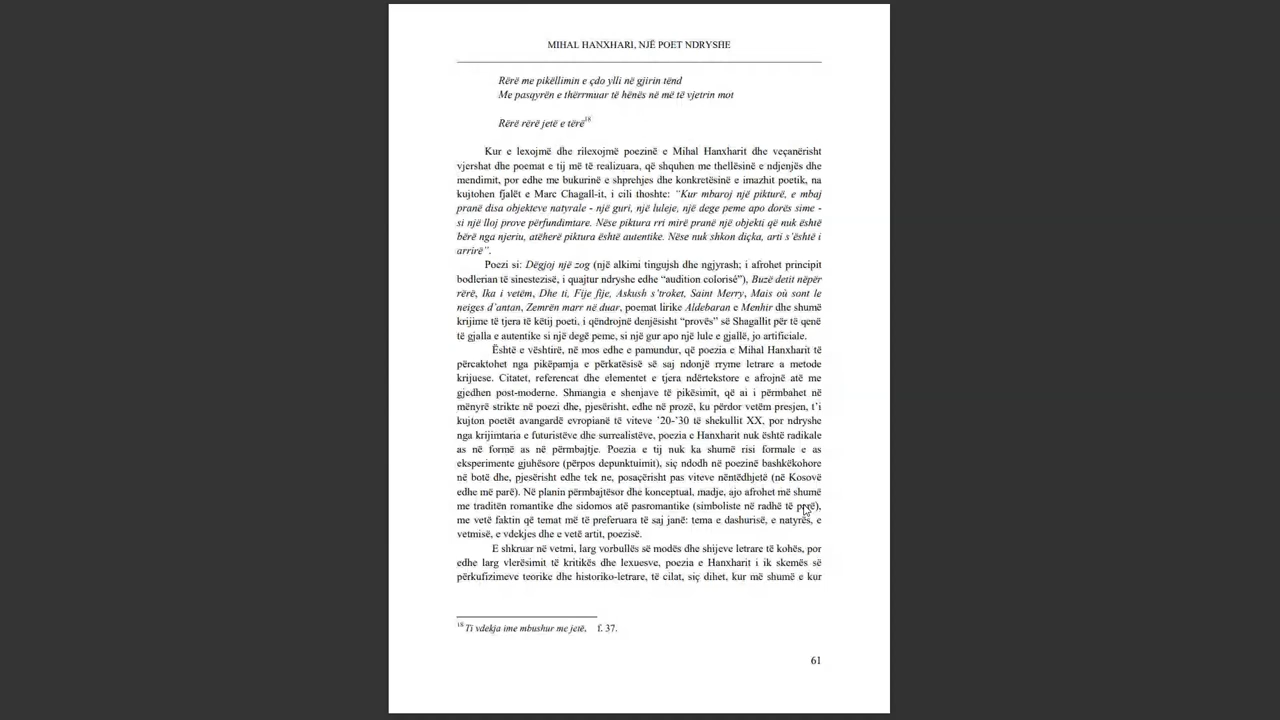 MIHAL HANXHARI, NJË POET NDRYSHE
Rërë me pikëllimin e çdo ylli në gjirin tënd
Me pasqyrën e thërrmuar të hënës në më të vjetrin mot
Rërë rërë jetë e tërë18
Kur e lexojmë dhe rilexojmë poezinë e Mihal Hanxharit dhe veçanërisht
vjershat dhe poemat e tij më të realizuara, që shquhen me thellësinë e ndjenjës dhe
mendimit, por edhe me bukurinë e shprehjes dhe konkretësinë e imazhit poetik, na
kujtohen fjalët e Marc Chagall-it, i cili thoshte: “Kur mbaroj një pikturë, e mbaj
pranë disa objekteve natyrale - një guri, një luleje, një dege peme apo dorës sime -
si një lloj prove përfundimtare. Nëse piktura rri mirë pranë një objekti që nuk është
bërë nga njeriu, atëherë piktura është autentike. Nëse nuk shkon diçka, arti s’është i
arrirë”.
Poezi si: Dëgjoj një zog (një alkimi tingujsh dhe ngjyrash; i afrohet principit
bodlerian të sinestezisë, i quajtur ndryshe edhe “audition colorisé”), Buzë detit nëpër
rërë, Ika i vetëm, Dhe ti, Fije fije, Askush s’troket, Saint Merry, Mais où sont le
neiges d’antan, Zemrën marr në duar, poemat lirike Aldebaran e Menhir dhe shumë
krijime të tjera të këtij poeti, i qëndrojnë denjësisht “provës” së Shagallit për të qenë
të gjalla e autentike si një degë peme, si një gur apo një lule e gjallë, jo artificiale.
Është e vështirë, në mos edhe e pamundur, që poezia e Mihal Hanxharit të
përcaktohet nga pikëpamja e përkatësisë së saj ndonjë rryme letrare a metode
krijuese. Citatet, referencat dhe elementet e tjera ndërtekstore e afrojnë atë me
gjedhen post-moderne. Shmangia e shenjave të pikësimit, që ai i përmbahet në
mënyrë strikte në poezi dhe, pjesërisht, edhe në prozë, ku përdor vetëm presjen, t’i
kujton poetët avangardë evropianë të viteve ’20-’30 të shekullit XX, por ndryshe
nga krijimtaria e futuristëve dhe surrealistëve, poezia e Hanxharit nuk është radikale
as në formë as në përmbajtje. Poezia e tij nuk ka shumë risi formale e as
eksperimente gjuhësore (përpos depunktuimit), siç ndodh në poezinë bashkëkohore
në botë dhe, pjesërisht edhe tek ne, posaçërisht pas viteve nëntëdhjetë (në Kosovë
edhe më parë). Në planin përmbajtësor dhe konceptual, madje, ajo afrohet më shumë
me traditën romantike dhe sidomos atë pasromantike (simboliste në radhë të parë),
me vetë faktin që temat më të preferuara të saj janë: tema e dashurisë, e natyrës, e
vetmisë, e vdekjes dhe e vetë artit, poezisë.
E shkruar në vetmi, larg vorbullës së modës dhe shijeve letrare të kohës, por
edhe larg vlerësimit të kritikës dhe lexuesve, poezia e Hanxharit i ik skemës së
përkufizimeve teorike dhe historiko-letrare, të cilat, siç dihet, kur më shumë e kur
18 Ti vdekja ime mbushur me jetë, f. 37.
61